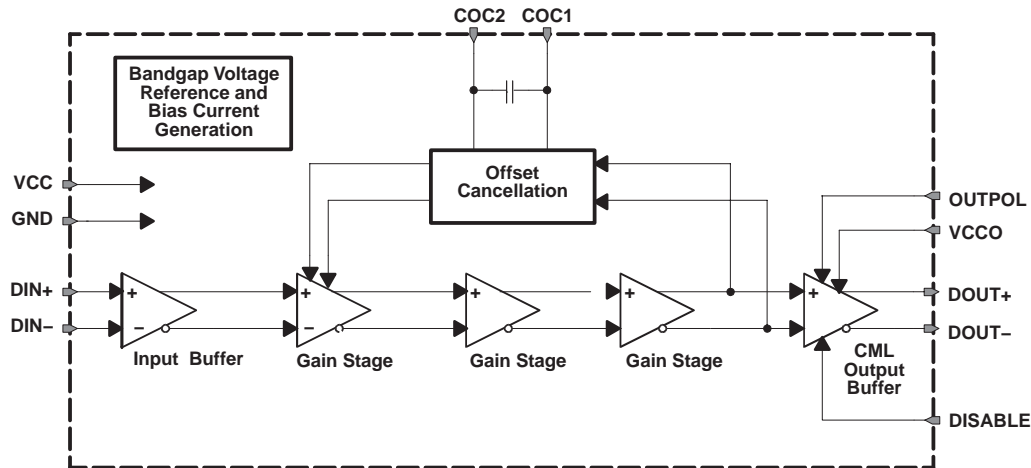 COC2 COC1
Bandgap Voltage
Reference and
Bias Current
Generation
Offset
Cancellation
VCC
GND
OUTPOL
VCCO
DIN+
DIN−
+
−
+
−
+
+
+
DOUT+
DOUT−
Input Buffer
Gain Stage
Gain Stage
Gain Stage
CML
Output
Buffer
DISABLE